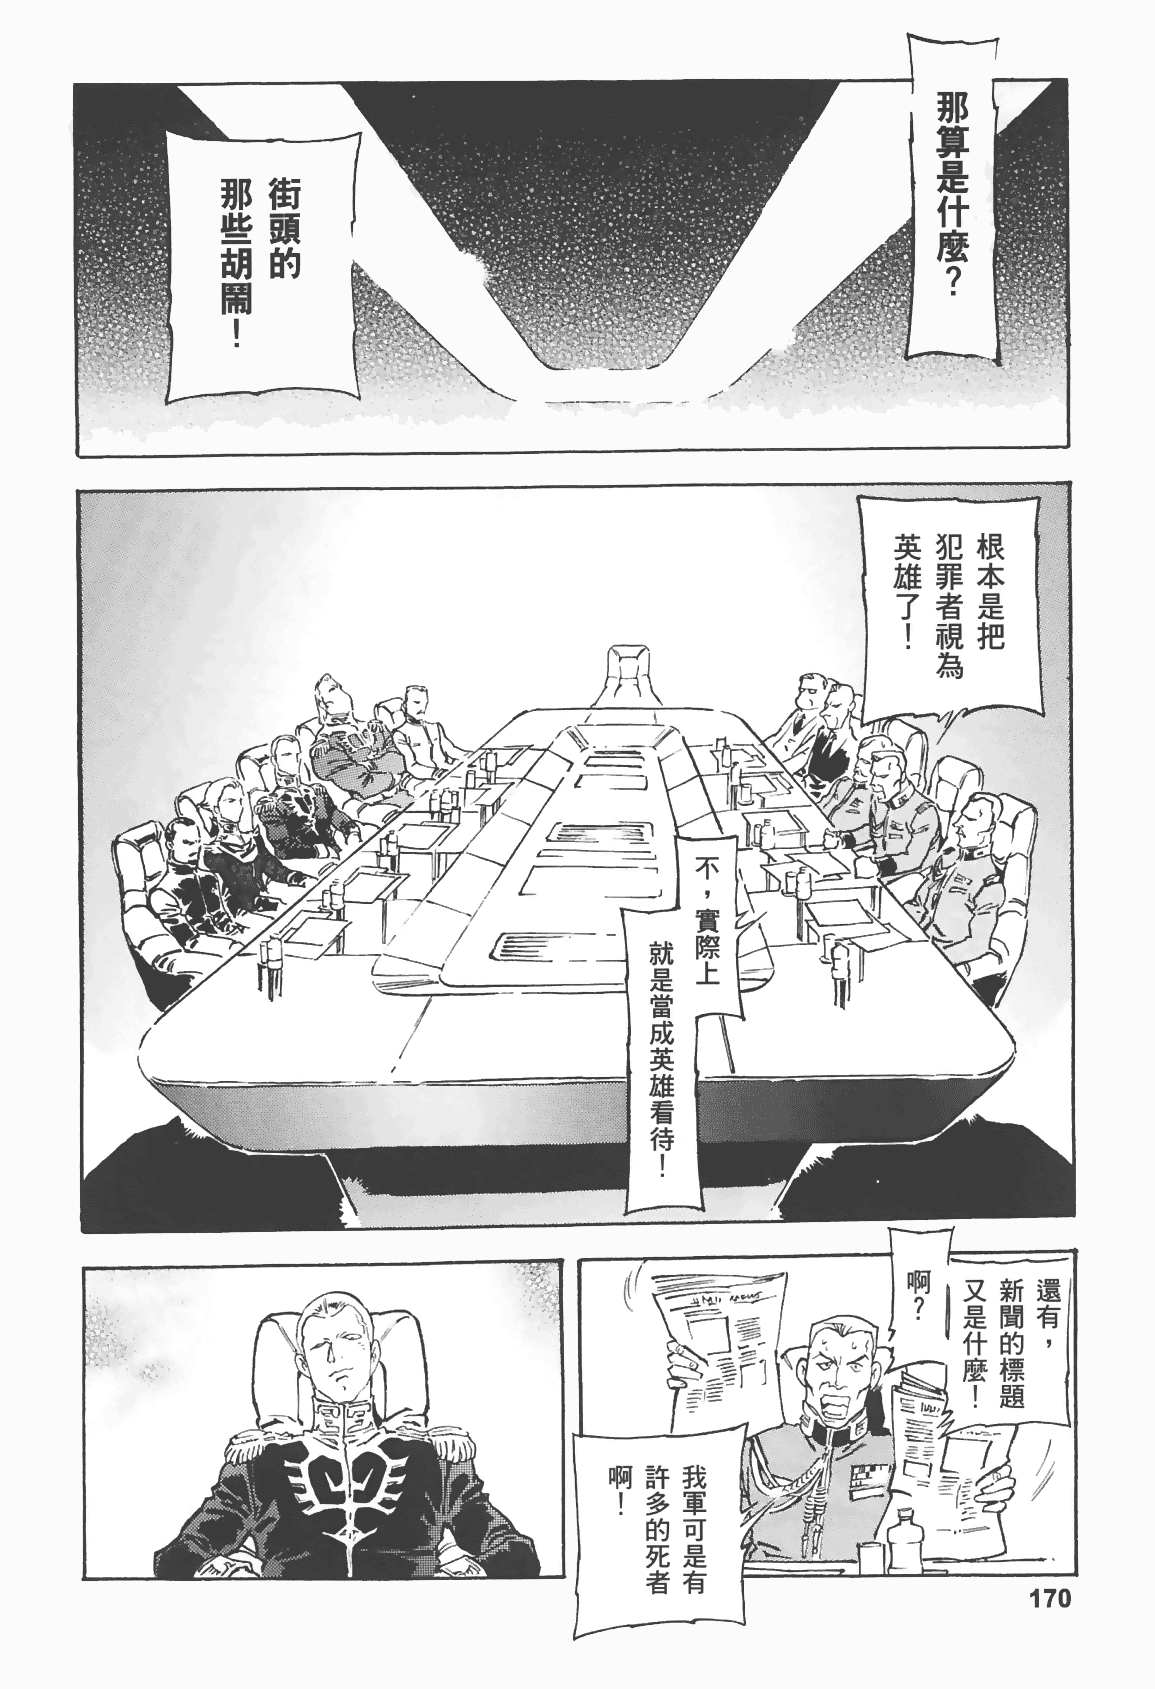 那算是什麼？
街頭的
那些胡鬧！
根本是把
犯罪者視為
英雄了！
不，實際上
就是當成英雄看待！
還有，
新聞的標題
又是什麼！
啊？
我軍可是有
許多的死者
啊！
170